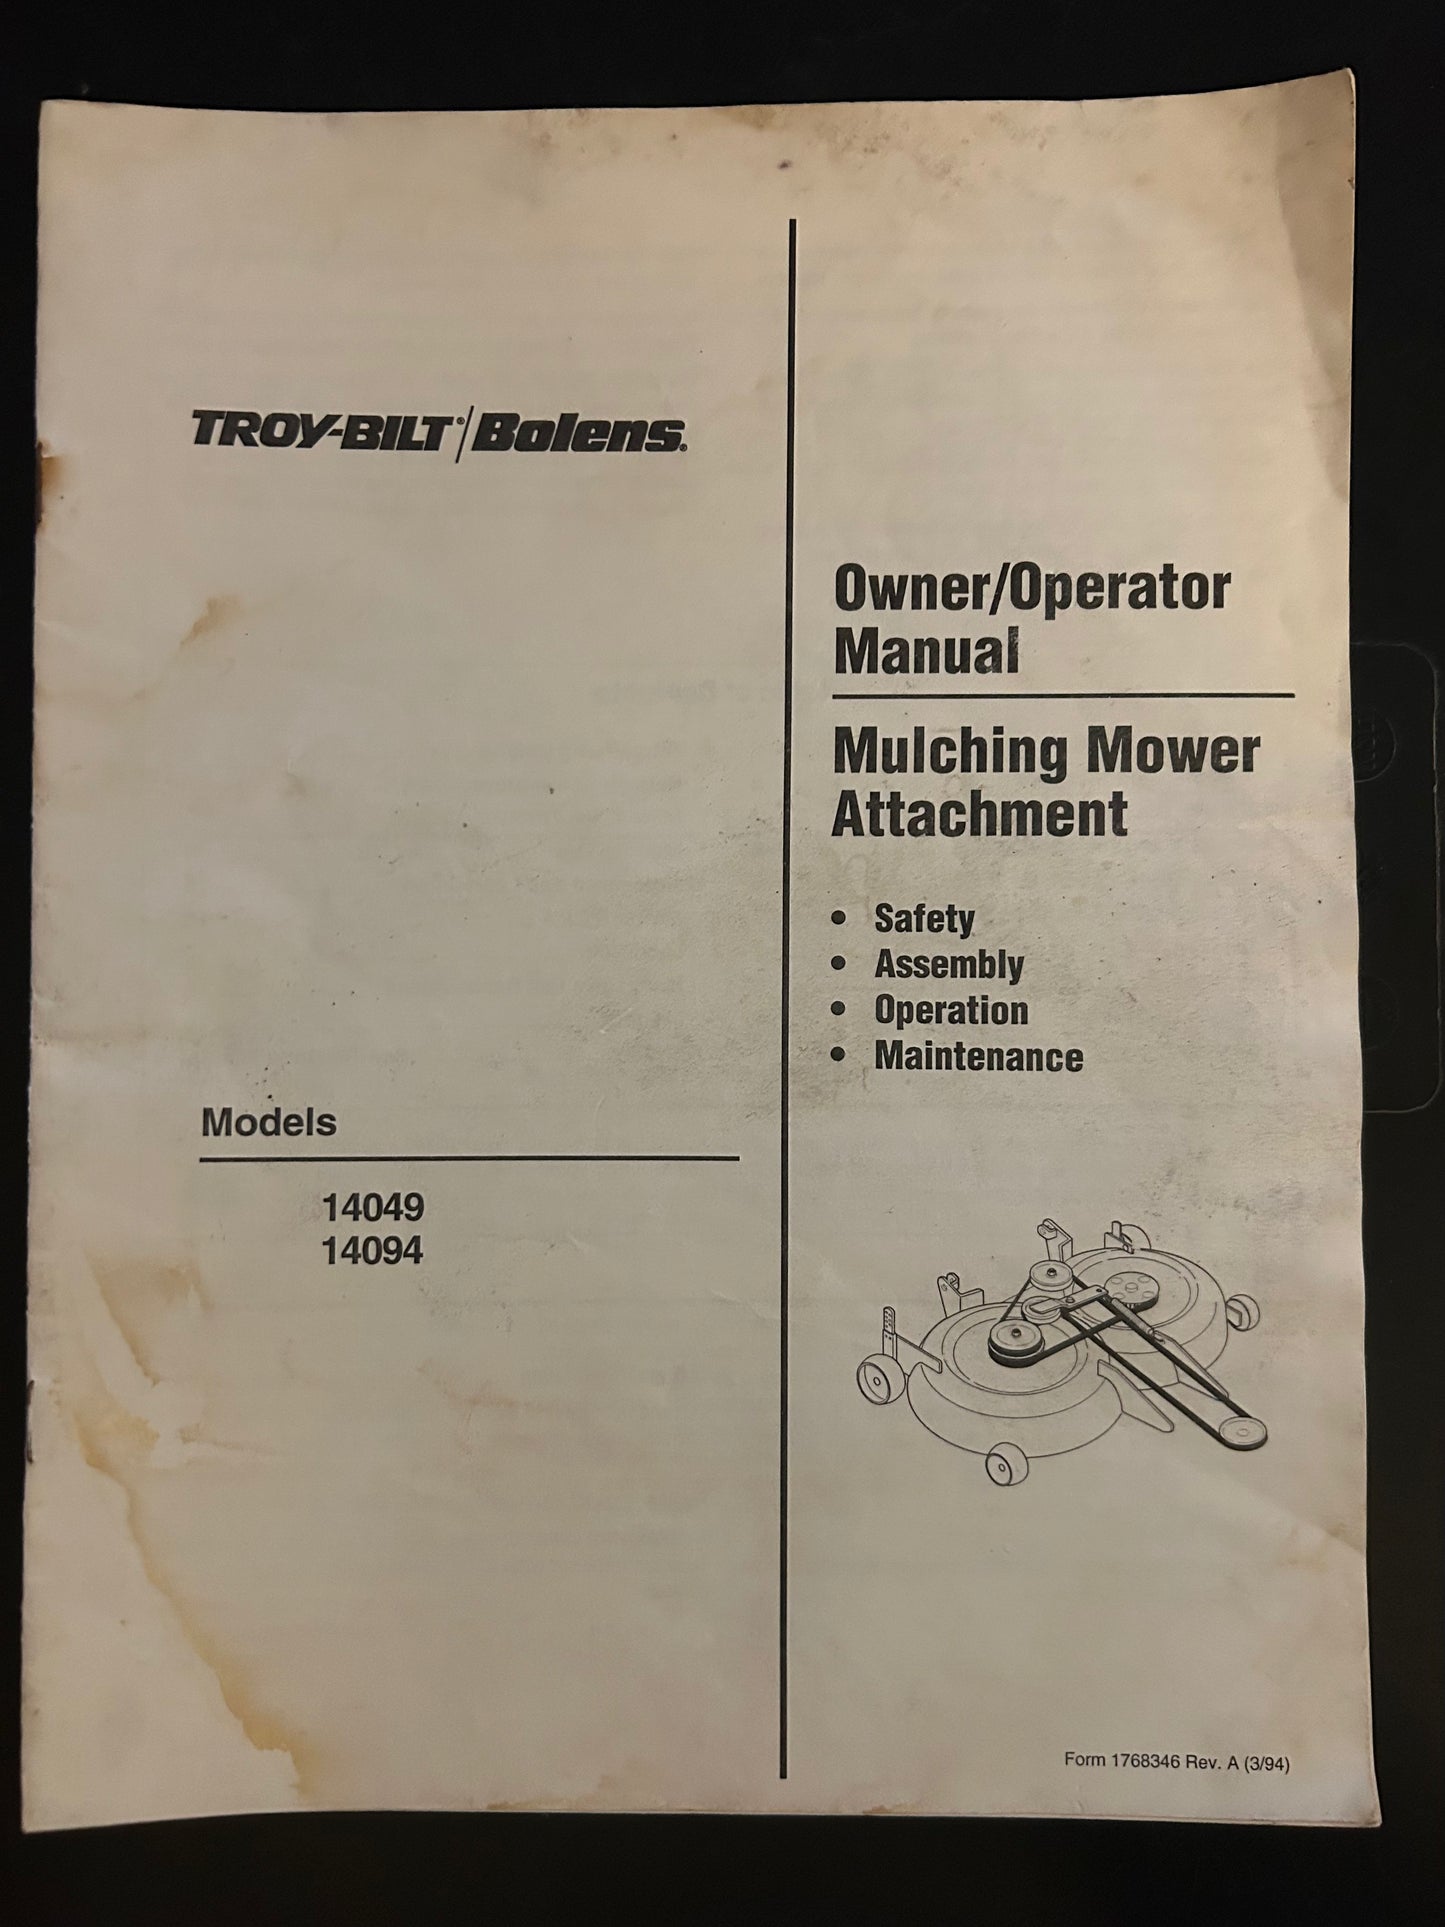 TROY-BILT®/Bolens®
Owner/Operator
Manual
Mulching Mower
Attachment
• Safety
• Assembly
• Operation
• Maintenance
Models
14049
14094
Form 1768346 Rev. A (3/94)